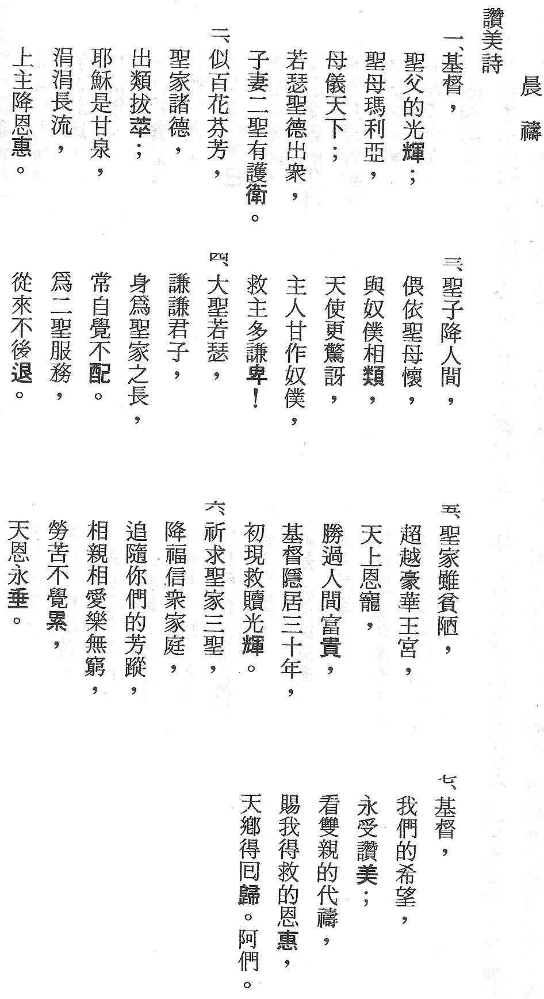 晨禱
讚美詩
一、基督，
聖父的光輝；
聖母瑪利亞，
母儀天下；
若瑟聖德出衆，
子妻二聖有護衛。
二、似百花芬芳，
聖家諸德，
出類拔萃；
耶穌是甘泉，
涓涓長流，
上主降恩惠。
三、聖子降人間，
偎依聖母懷，
與奴僕相類，
天使更驚訝，
主人甘作奴僕，
救主多謙卑！
四、大聖若瑟，
謙謙君子，
身爲聖家之長，
常自覺不配。
爲二聖服務，
從來不後退。
五、聖家雖貧陋，
超越豪華王宮，
天上恩寵，
勝過人間富貴，
基督隱居三十年，
初現救贖光輝。
六、祈求聖家三聖，
降福信衆家庭，
追隨你們的芳蹤，
相親相愛樂無窮，
勞苦不覺累，
天恩永垂。
七、基督，
我們的希望，
永受讚美；
看雙親的代禱，
賜我得救的恩惠，
天鄉得回歸。阿們。